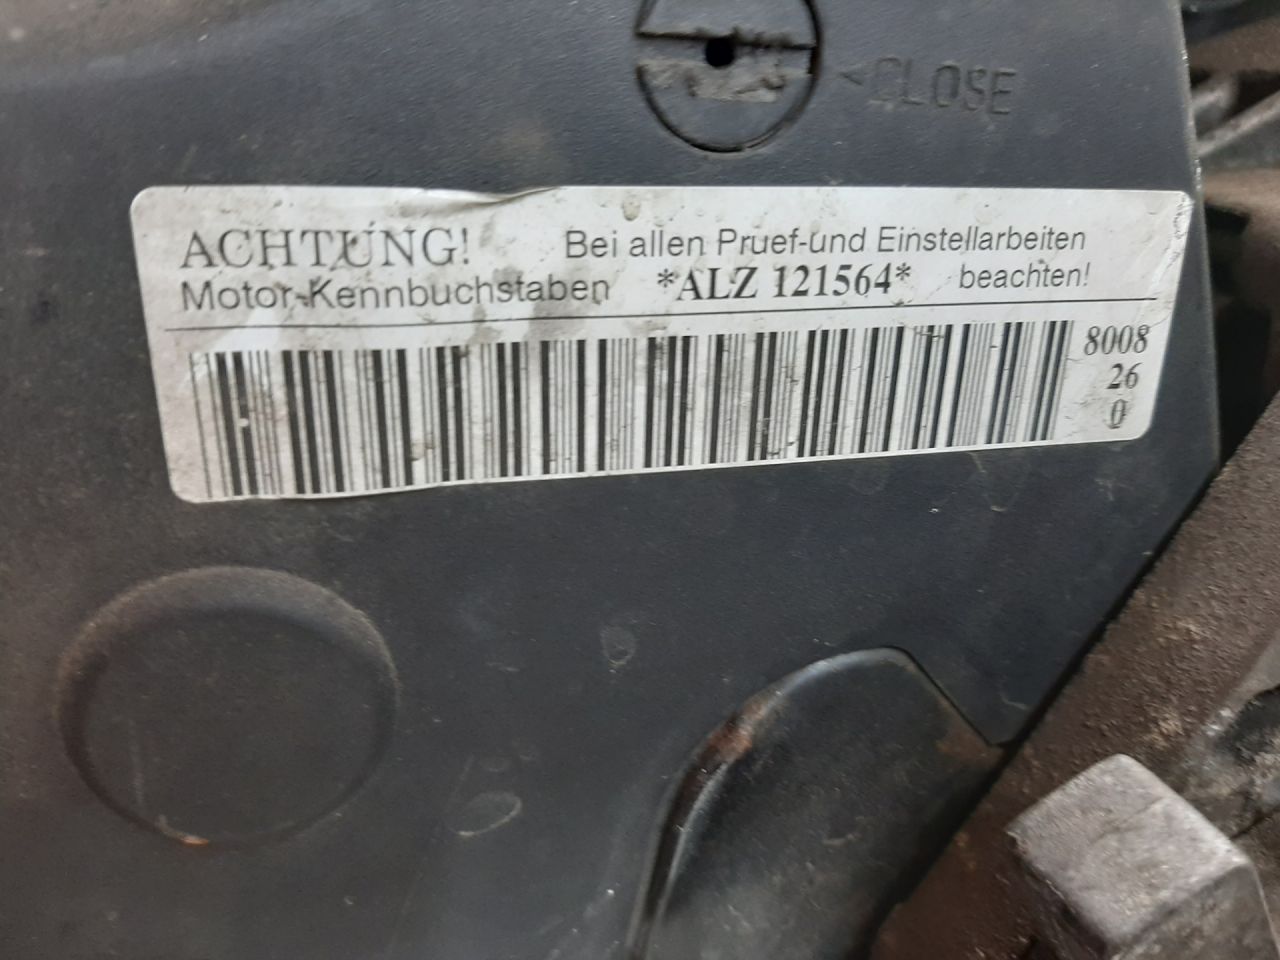 <CLOSE
ACHTUNG! Bei allen Pruef-und Einstellarbeiten
Motor-Kennbuchstaben *ALZ 121564* beachten!
8008
26
0